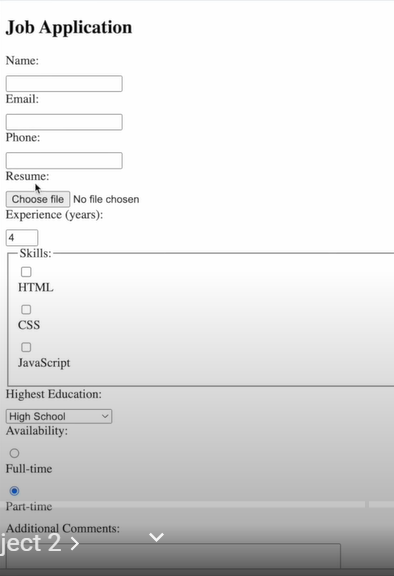 Job Application
Name:
Email:
Phone:
Resume:
Choose file No file chosen
Experience (years):
4
Skills:
HTML
CSS
JavaScript
Highest Education:
High School
Availability:
Full-time
Part-time
Additional Comments:
ject 2